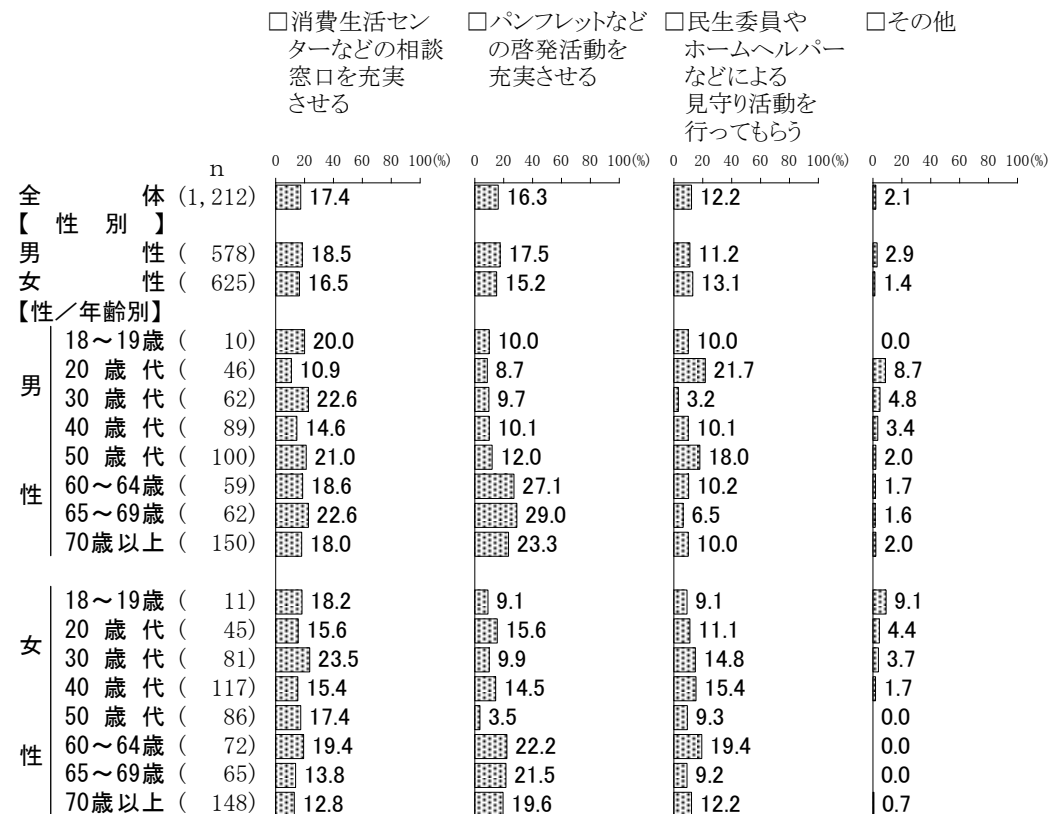 □消費生活セン
ターなどの相談
窓口を充実
させる
□パンフレットなど
の啓発活動を
充実させる
□民生委員や
ホームヘルパー
などによる
見守り活動を
行ってもらう
□その他
n
0 20 40 60 80 100(%) 0 20 40 60 80 100(%) 0 20 40 60 80 100(%) 0 20 40 60 80 100(%)
全体 (1,212) 17.4 16.3 12.2 2.1
【性別】
男性 ( 578) 18.5 17.5 11.2 2.9
女性 ( 625) 16.5 15.2 13.1 1.4
【性/年齢別】
男性
18~19歳 ( 10) 20.0 10.0 10.0 0.0
20歳代 ( 46) 10.9 8.7 21.7 8.7
30歳代 ( 62) 22.6 9.7 3.2 4.8
40歳代 ( 89) 14.6 10.1 10.1 3.4
50歳代 ( 100) 21.0 12.0 18.0 2.0
60~64歳 ( 59) 18.6 27.1 10.2 1.7
65~69歳 ( 62) 22.6 29.0 6.5 1.6
70歳以上 ( 150) 18.0 23.3 10.0 2.0
女性
18~19歳 ( 11) 18.2 9.1 9.1 9.1
20歳代 ( 45) 15.6 15.6 11.1 4.4
30歳代 ( 81) 23.5 9.9 14.8 3.7
40歳代 ( 117) 15.4 14.5 15.4 1.7
50歳代 ( 86) 17.4 3.5 9.3 0.0
60~64歳 ( 72) 19.4 22.2 19.4 0.0
65~69歳 ( 65) 13.8 21.5 9.2 0.0
70歳以上 ( 148) 12.8 19.6 12.2 0.7